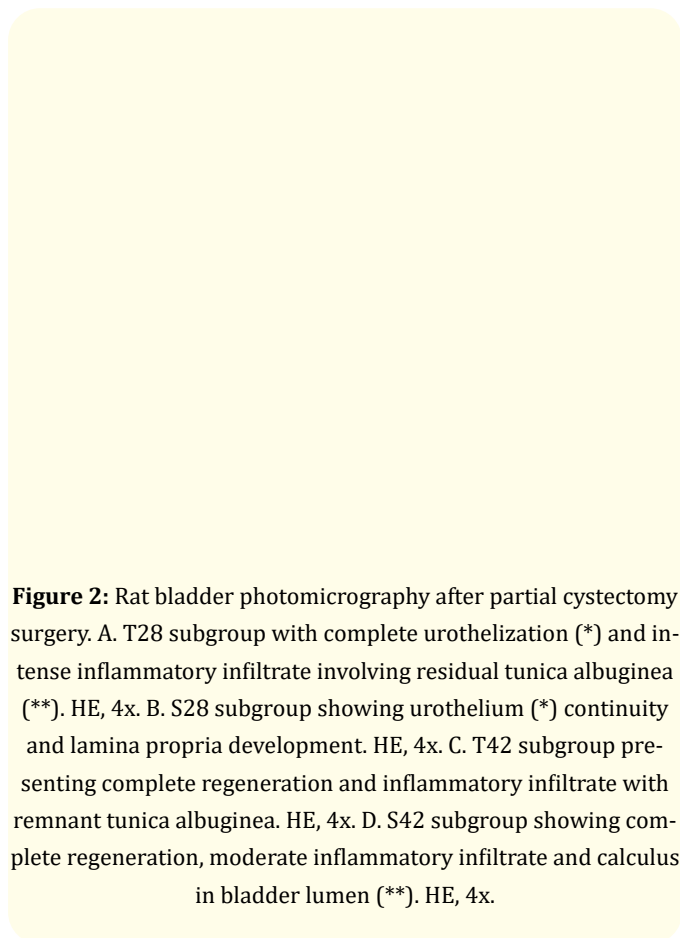 Figure 2: Rat bladder photomicrography after partial cystectomy
surgery. A. T28 subgroup with complete urothelization (*) and in-
tense inflammatory infiltrate involving residual tunica albuginea
(**). HE, 4x. B. S28 subgroup showing urothelium (*) continuity
and lamina propria development. HE, 4x. C. T42 subgroup pre-
senting complete regeneration and inflammatory infiltrate with
remnant tunica albuginea. HE, 4x. D. S42 subgroup showing com-
plete regeneration, moderate inflammatory infiltrate and calculus
in bladder lumen (**). HE, 4x.